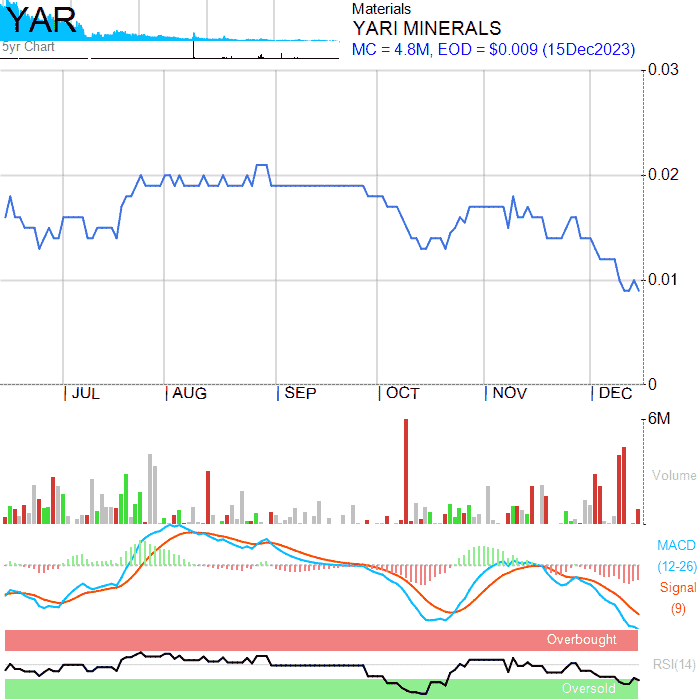 YAR
5yr Chart
Materials
YARI MINERALS
MC = 4.8M, EOD = $0.009 (15Dec2023)
0.03
0.02
0.01
0
JUL AUG SEP OCT NOV DEC
6M
Volume
MACD
(12-26)
Signal
(9)
Overbought
RSI(14)
Oversold